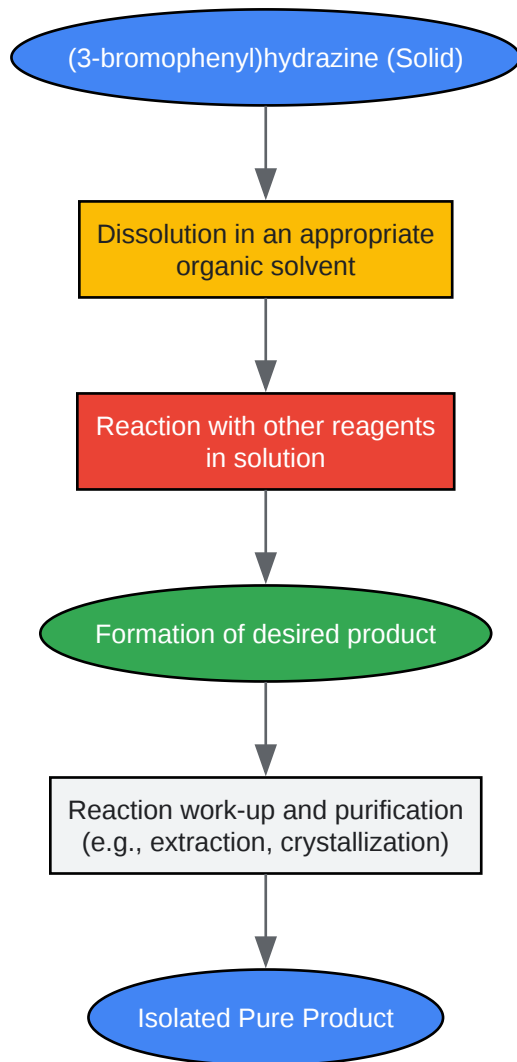 (3-bromophenyl)hydrazine (Solid)
Dissolution in an appropriate
organic solvent
Reaction with other reagents
in solution
Formation of desired product
Reaction work-up and purification
(e.g., extraction, crystallization)
Isolated Pure Product